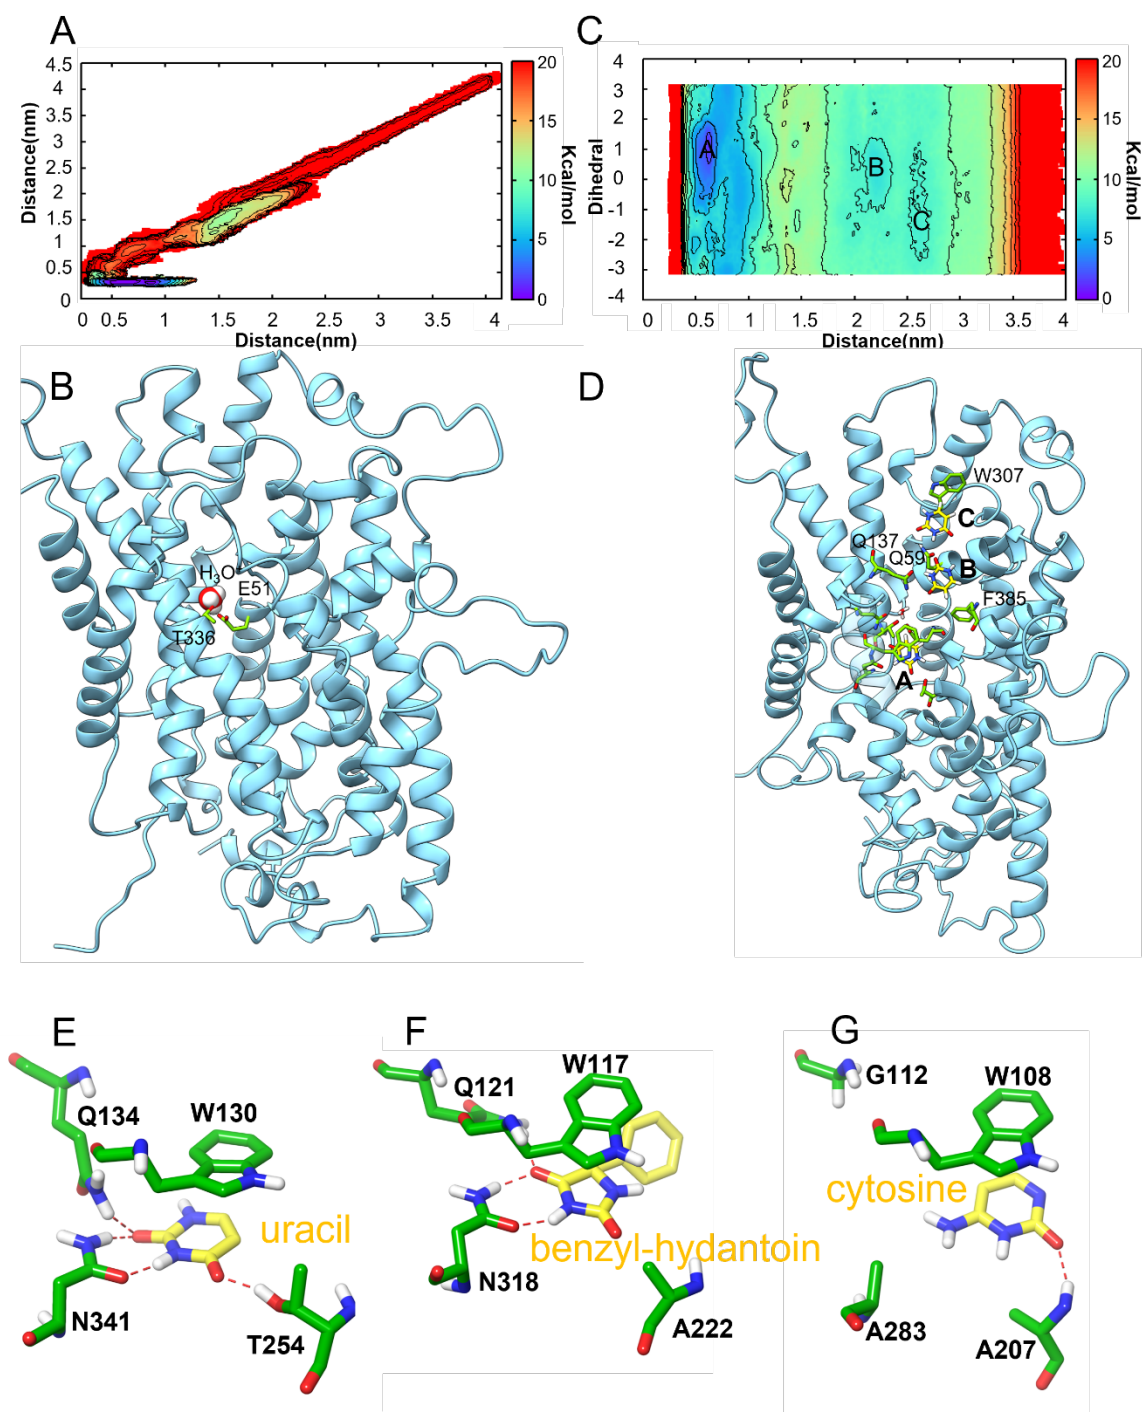 A
4.5
4
3.5
3
2.5
2
1.5
1
0.5
0
Distance(nm)
0 0.5 1 1.5 2 2.5 3 3.5 4
Distance(nm)
20
15
10
5
0
Kcal/mol
C
4
3
2
1
0
-1
-2
-3
-4
Dihedral
A
B
C
0 0.5 1 1.5 2 2.5 3 3.5 4
Distance(nm)
20
15
10
5
0
Kcal/mol
B
H3O+
E51
T336
D
W307
C
Q137
Q59
B
F385
A
E
Q134
W130
uracil
N341
T254
F
W117
Q121
benzyl-hydantoin
N318
A222
G
G112
W108
cytosine
A283
A207